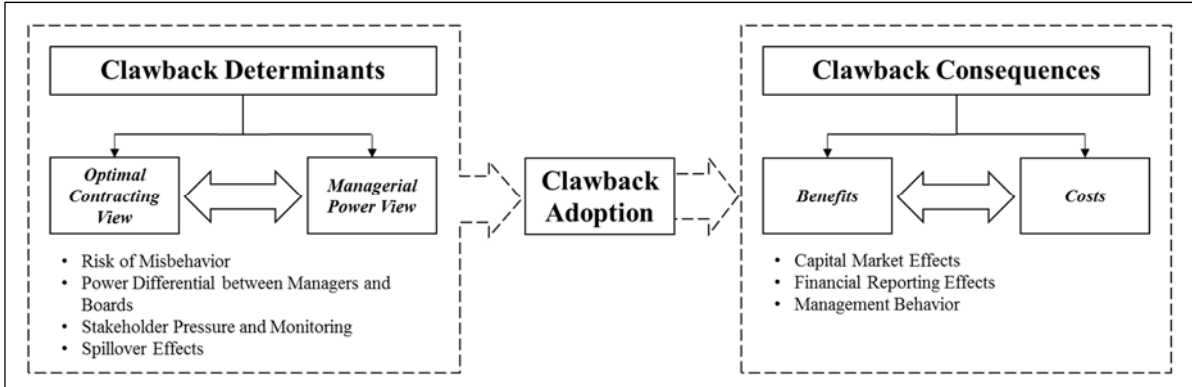 Clawback Determinants
Optimal
Contracting
View
Managerial
Power View
• Risk of Misbehavior
• Power Differential between Managers and
Boards
• Stakeholder Pressure and Monitoring
• Spillover Effects
Clawback
Adoption
Clawback Consequences
Benefits
Costs
• Capital Market Effects
• Financial Reporting Effects
• Management Behavior